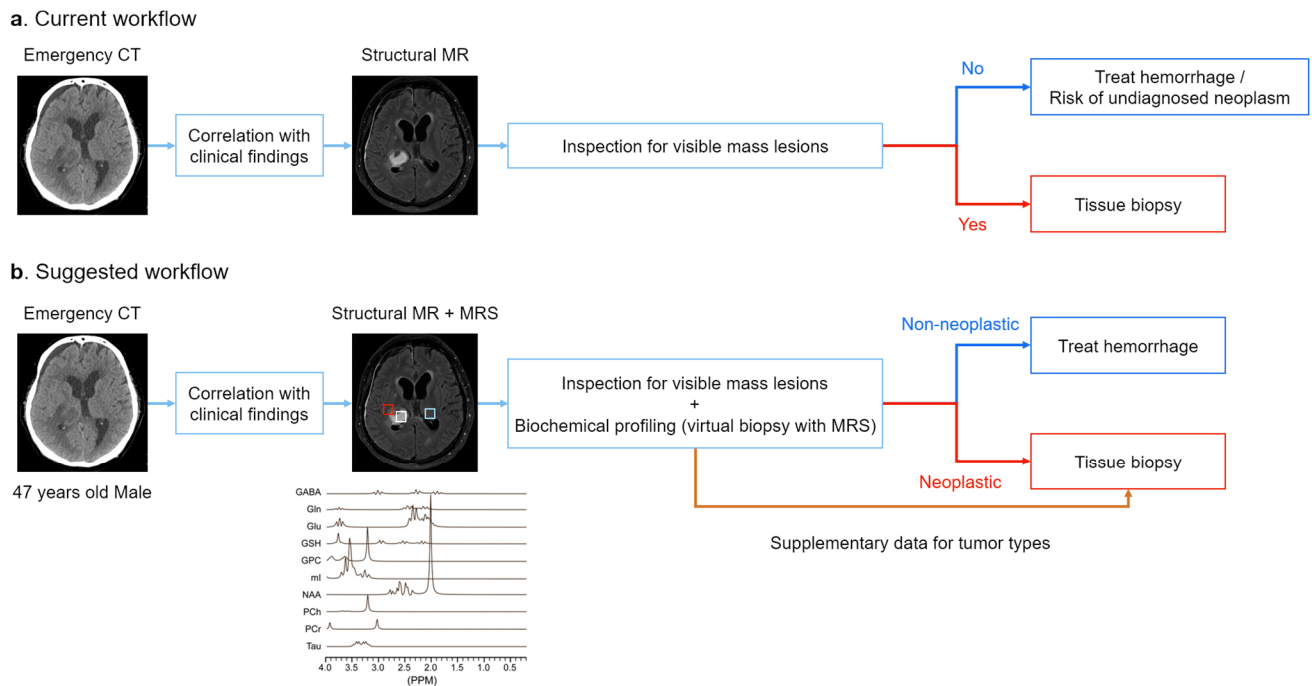 a. Current workflow
Emergency CT
Structural MR
Correlation with
clinical findings
Inspection for visible mass lesions
No
Treat hemorrhage /
Risk of undiagnosed neoplasm
Yes
Tissue biopsy
b. Suggested workflow
Emergency CT
Structural MR + MRS
Correlation with
clinical findings
Inspection for visible mass lesions
+
Biochemical profiling (virtual biopsy with MRS)
Non-neoplastic
Treat hemorrhage
Neoplastic
Tissue biopsy
47 years old Male
Supplementary data for tumor types
GABA
Gln
Glu
GSH
GPC
mI
NAA
PCh
PCr
Tau
4.0 3.5 3.0 2.5 2.0 1.5 1.0 0.5
(PPM)